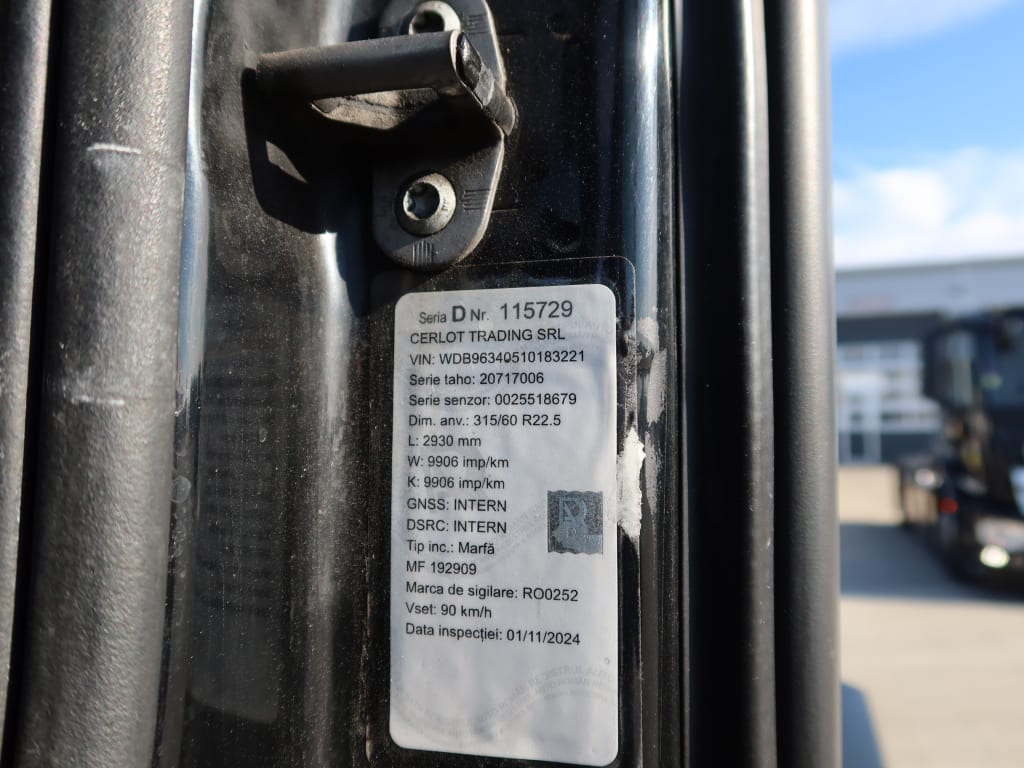 Seria D Nr. 115729
CERLOT TRADING SRL
VIN: WDB96340510183221
Serie taho: 20717006
Serie senzor: 0025518679
Dim. anv.: 315/60 R22.5
L: 2930 mm
W: 9906 imp/km
K: 9906 imp/km
GNSS: INTERN
DSRC: INTERN
Tip inc.: Marfă
MF 192909
Marca de sigilare: RO0252
Vset: 90 km/h
Data inspecției: 01/11/2024